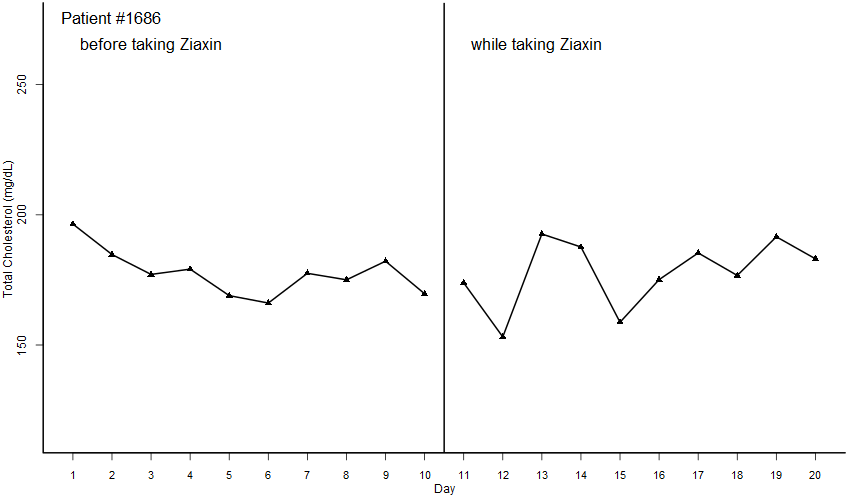 Patient #1686
before taking Ziaxin
while taking Ziaxin
250
200
150
Total Cholesterol (mg/dL)
1 2 3 4 5 6 7 8 9 10 11 12 13 14 15 16 17 18 19 20
Day